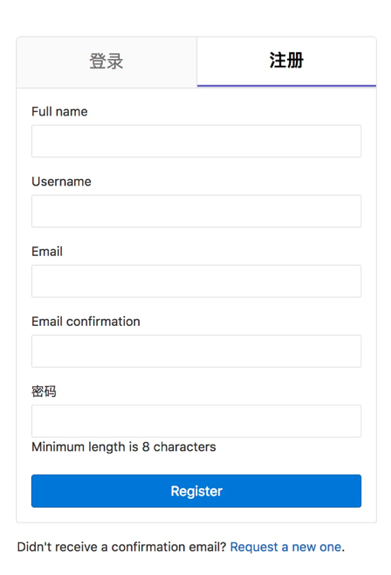 登录
注册
Full name
Username
Email
Email confirmation
密码
Minimum length is 8 characters
Register
Didn't receive a confirmation email? Request a new one.